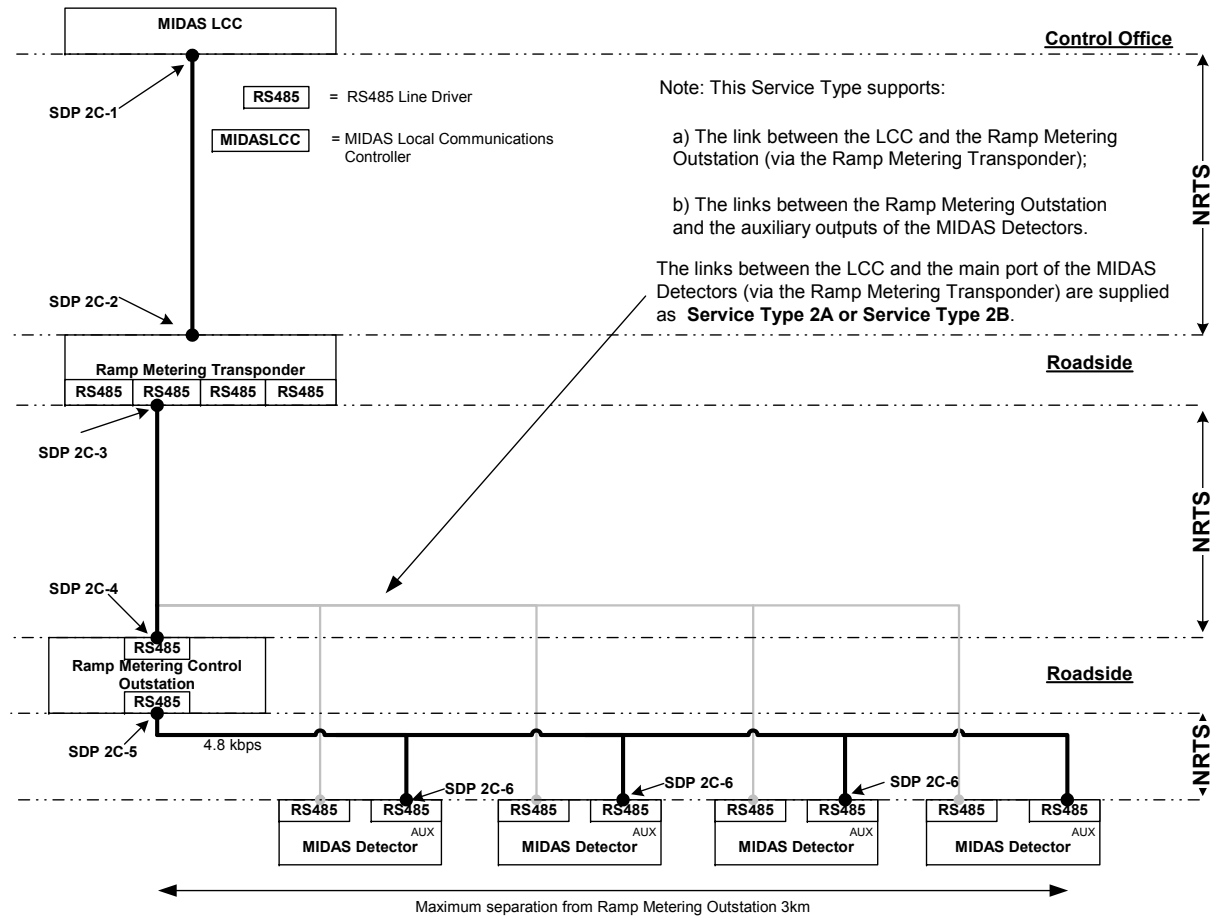 MIDAS LCC
Control Office
SDP 2C-1
RS485 = RS485 Line Driver
MIDASLCC = MIDAS Local Communications
Controller
Note: This Service Type supports:
a) The link between the LCC and the Ramp Metering
Outstation (via the Ramp Metering Transponder);
b) The links between the Ramp Metering Outstation
and the auxiliary outputs of the MIDAS Detectors.
The links between the LCC and the main port of the MIDAS
Detectors (via the Ramp Metering Transponder) are supplied
as Service Type 2A or Service Type 2B.
NRTS
SDP 2C-2
Ramp Metering Transponder
RS485 RS485 RS485 RS485
Roadside
SDP 2C-3
NRTS
SDP 2C-4
RS485
Ramp Metering Control
Outstation
RS485
Roadside
SDP 2C-5
4.8 kbps
NRTS
SDP 2C-6 SDP 2C-6 SDP 2C-6
RS485 RS485 RS485 RS485 RS485 RS485 RS485 RS485
AUX AUX AUX AUX
MIDAS Detector MIDAS Detector MIDAS Detector MIDAS Detector
Maximum separation from Ramp Metering Outstation 3km